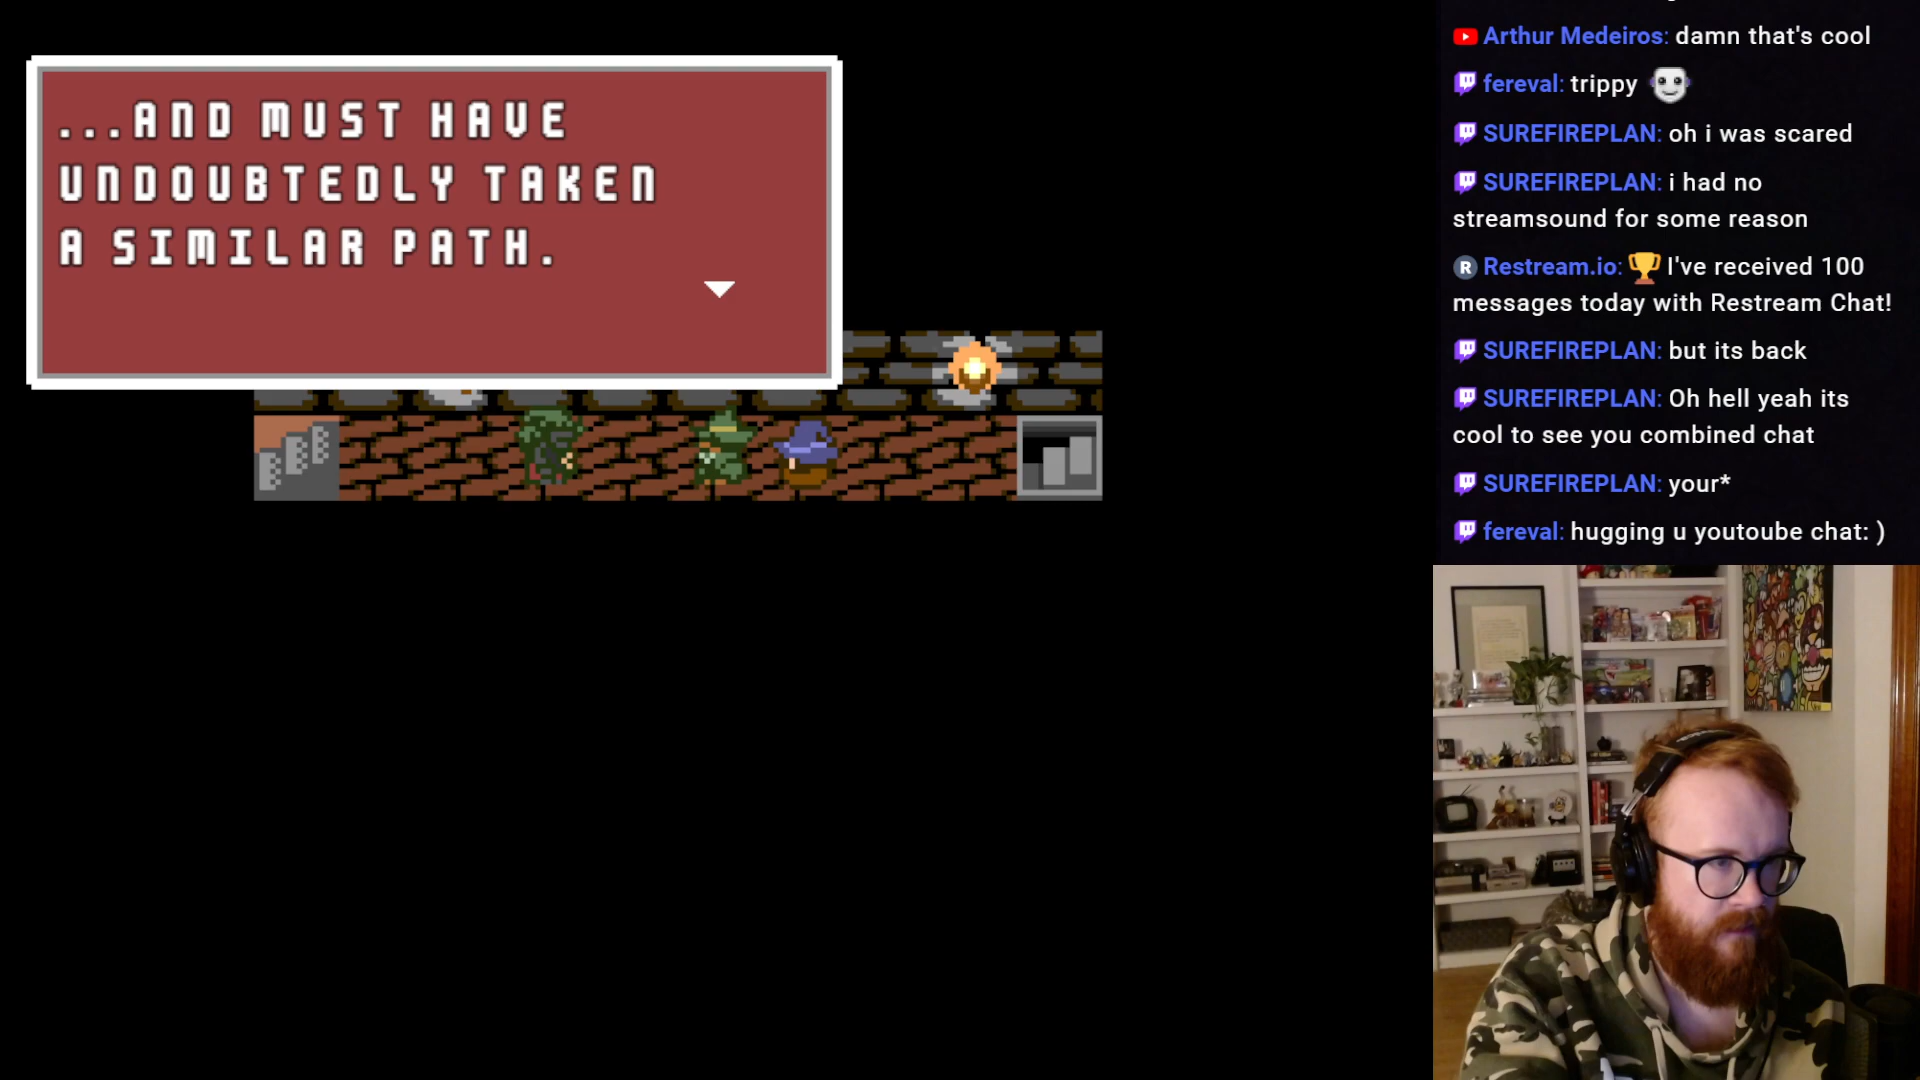 ...AND MUST HAVE
UNDOUBTEDLY TAKEN
A SIMILAR PATH.
Arthur Medeiros: damn that's cool
fereval: trippy
SUREFIREPLAN: oh i was scared
SUREFIREPLAN: i had no
streamsound for some reason
R Restream.io: 🏆 I've received 100
messages today with Restream Chat!
SUREFIREPLAN: but its back
SUREFIREPLAN: Oh hell yeah its
cool to see you combined chat
SUREFIREPLAN: your*
fereval: hugging u youtoube chat: )